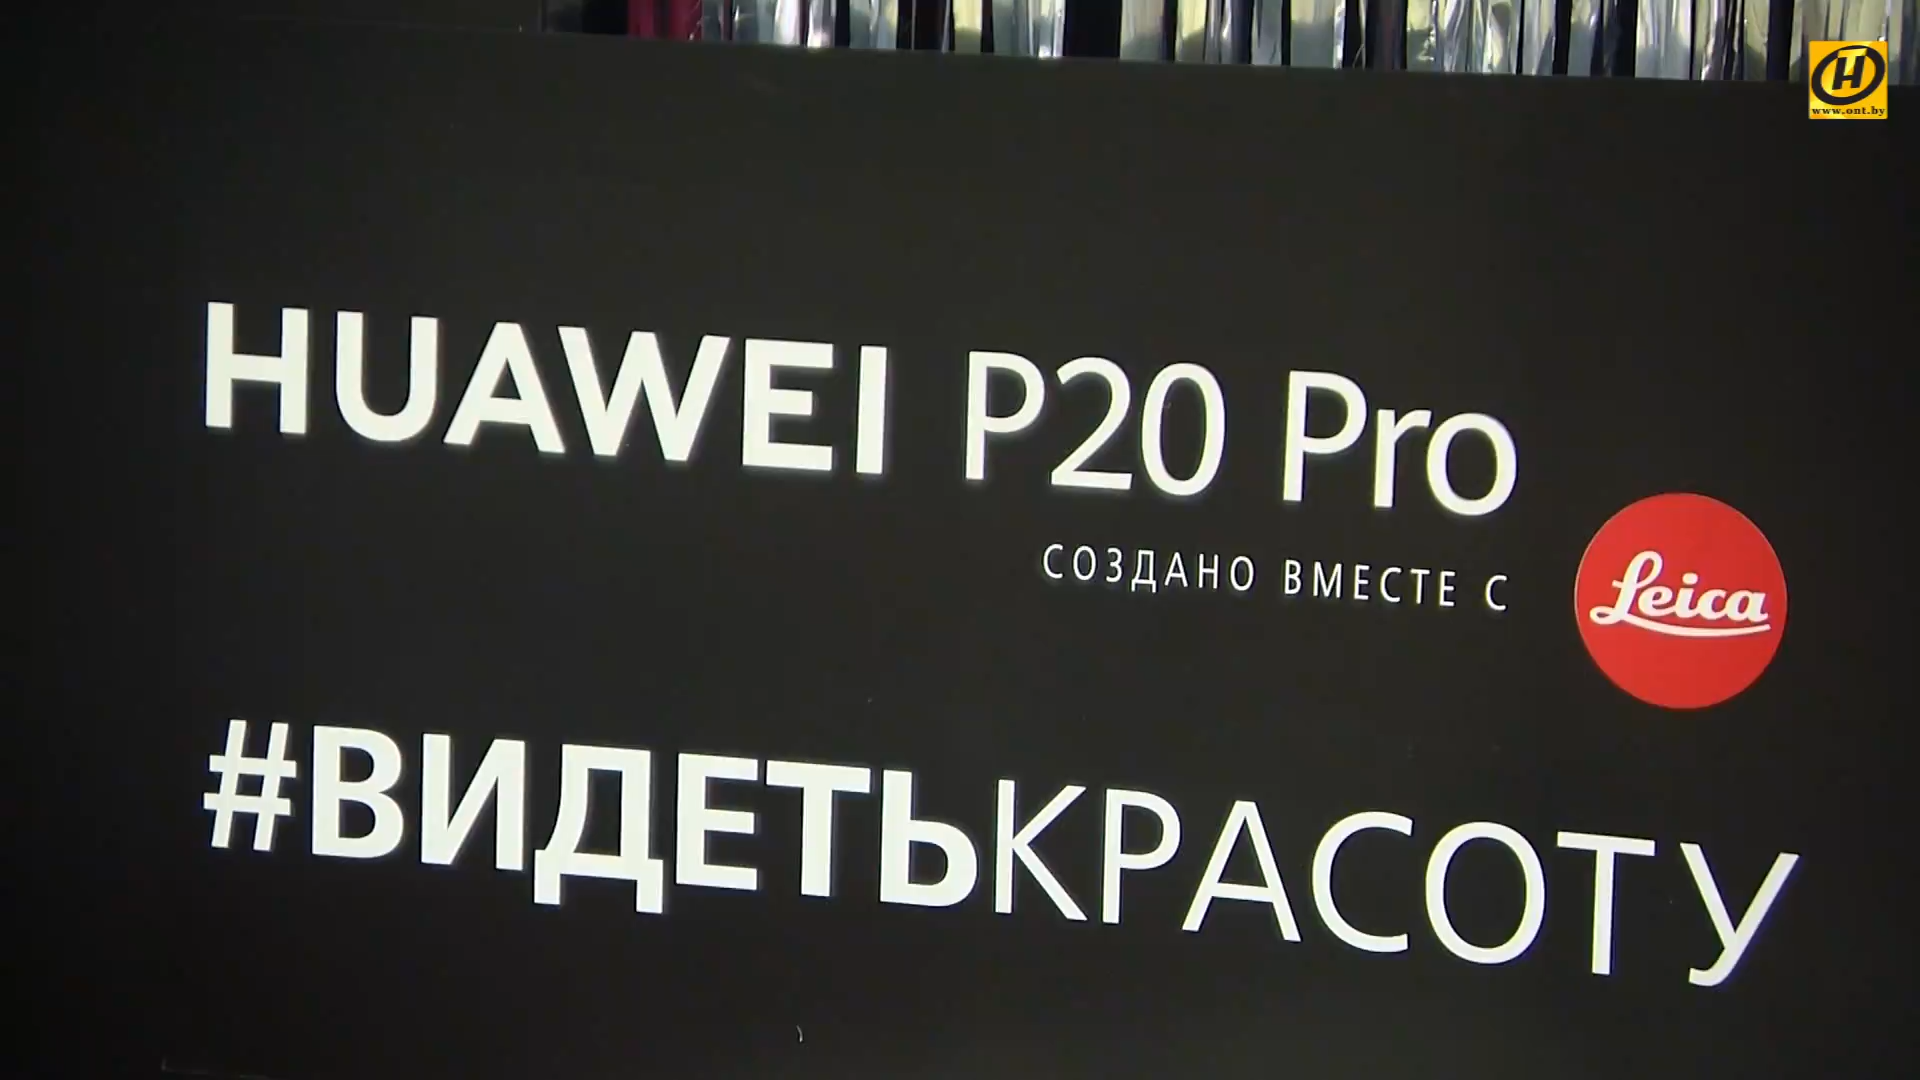 Н
www.ont.by
HUAWEI P20 Pro
СОЗДАНО ВМЕСТЕ С
Leica
#ВИДЕТЬКРАСОТУ